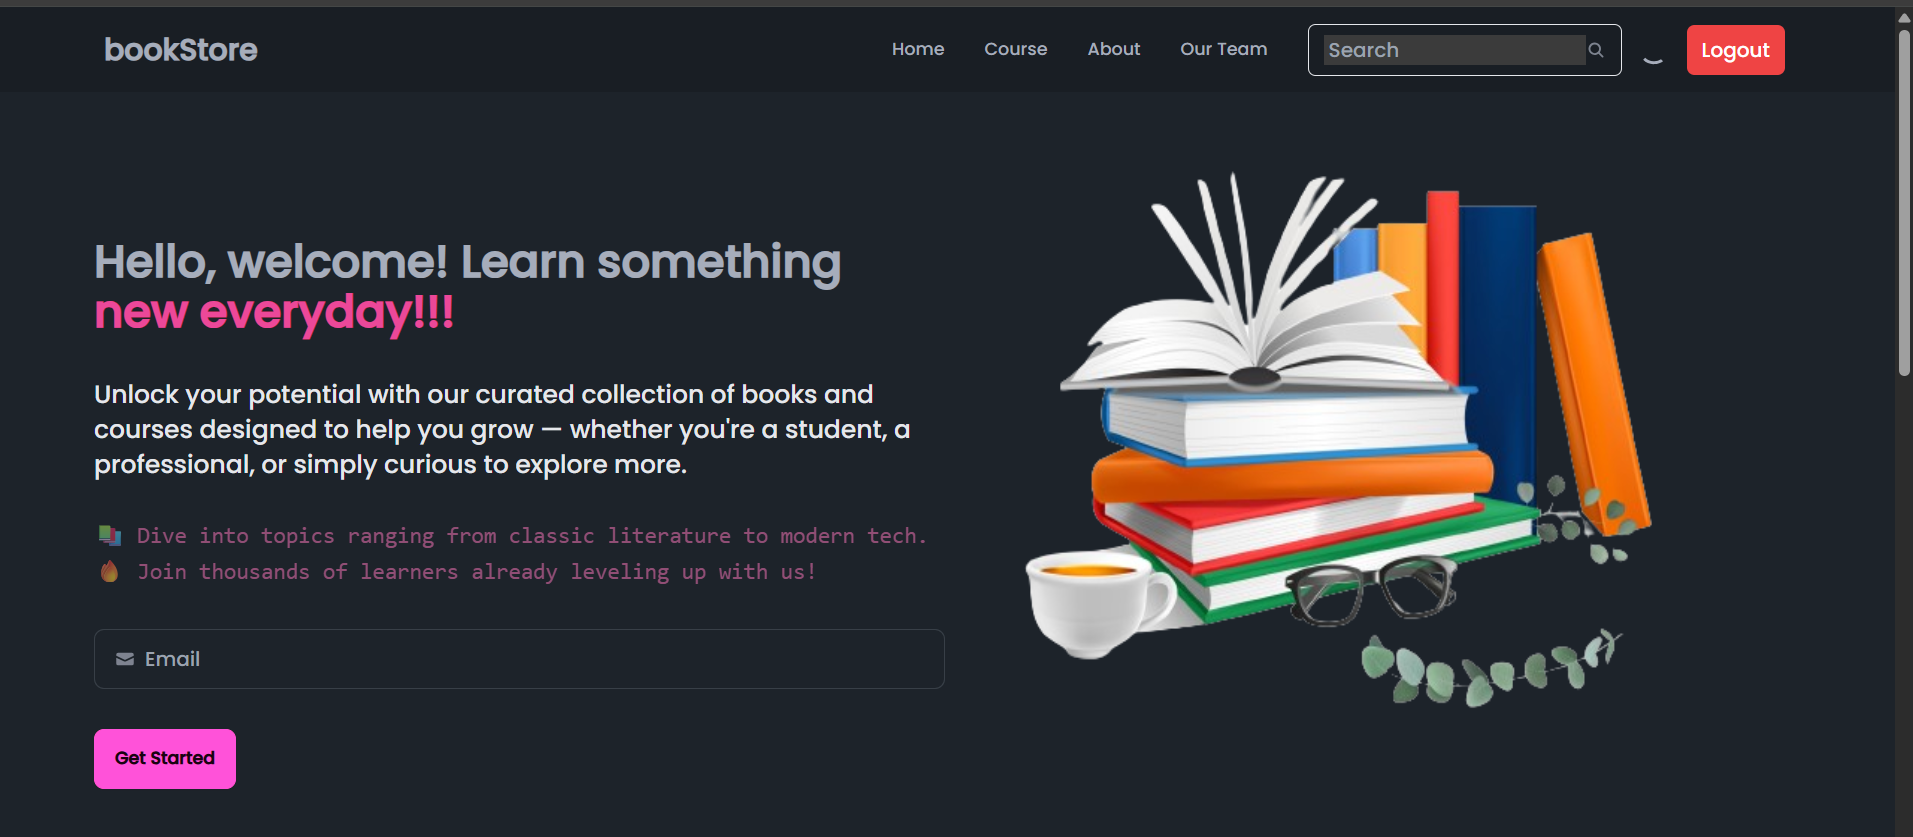 bookStore
Home
Course
About
Our Team
Search
Logout
Hello, welcome! Learn something
new everyday!!!
Unlock your potential with our curated collection of books and
courses designed to help you grow — whether you're a student, a
professional, or simply curious to explore more.
📚 Dive into topics ranging from classic literature to modern tech.
🔥 Join thousands of learners already leveling up with us!
Email
Get Started